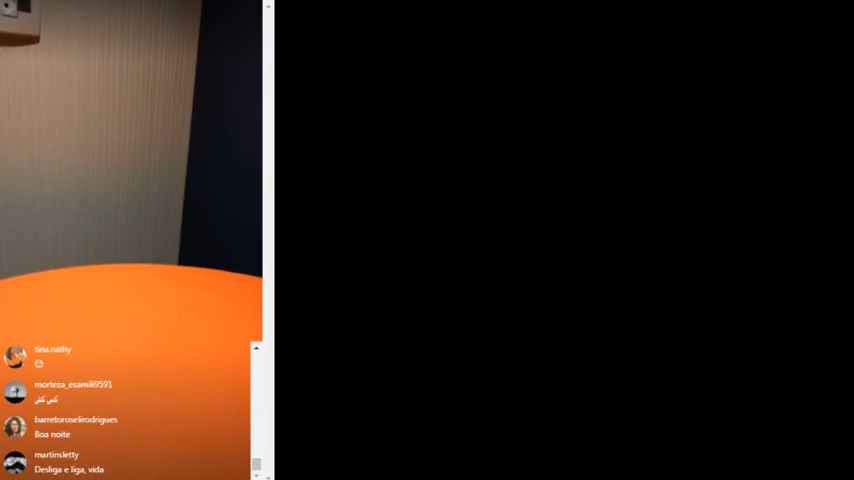 tina.nathy
😊
morteza_esamili9591
کس کش
barretoroselirodrigues
Boa noite
martinsletty
Desliga e liga, vida